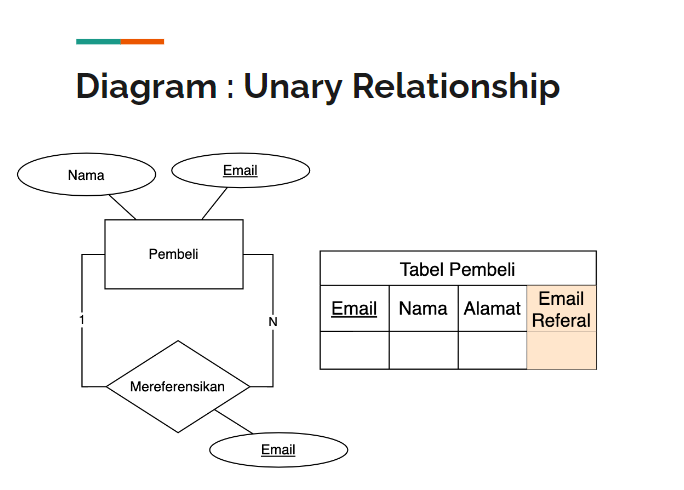 Diagram : Unary Relationship
Nama
Email
Pembeli
1
N
Mereferensikan
Email
Tabel Pembeli
Email
Nama
Alamat
Email
Referal